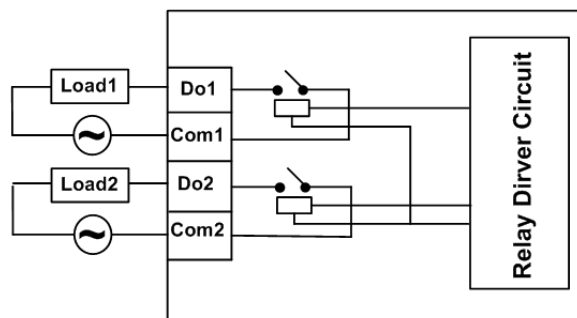 Load1
Do1
Com1
Load2
Do2
Com2
Relay Dirver Circuit